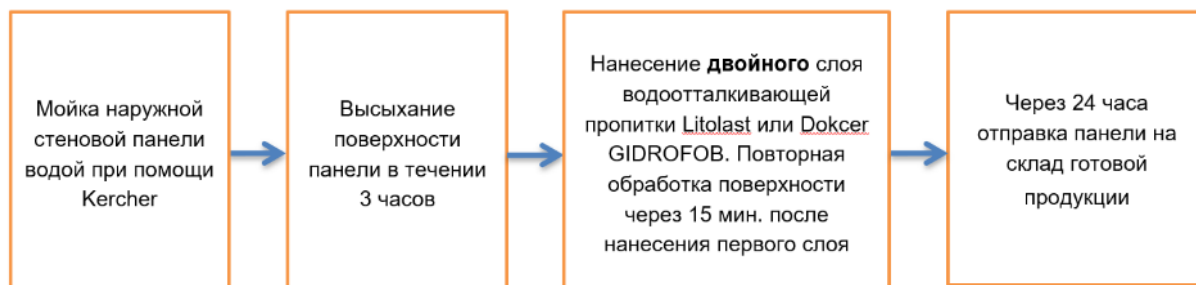 Мойка наружной
стеновой панели
водой при помощи
Kercher
Высыхание
поверхности
панели в течении
3 часов
Нанесение двойного слоя
водоотталкивающей
пропитки Litolast или Dokcer
GIDROFOB. Повторная
обработка поверхности
через 15 мин. после
нанесения первого слоя
Через 24 часа
отправка панели на
склад готовой
продукции